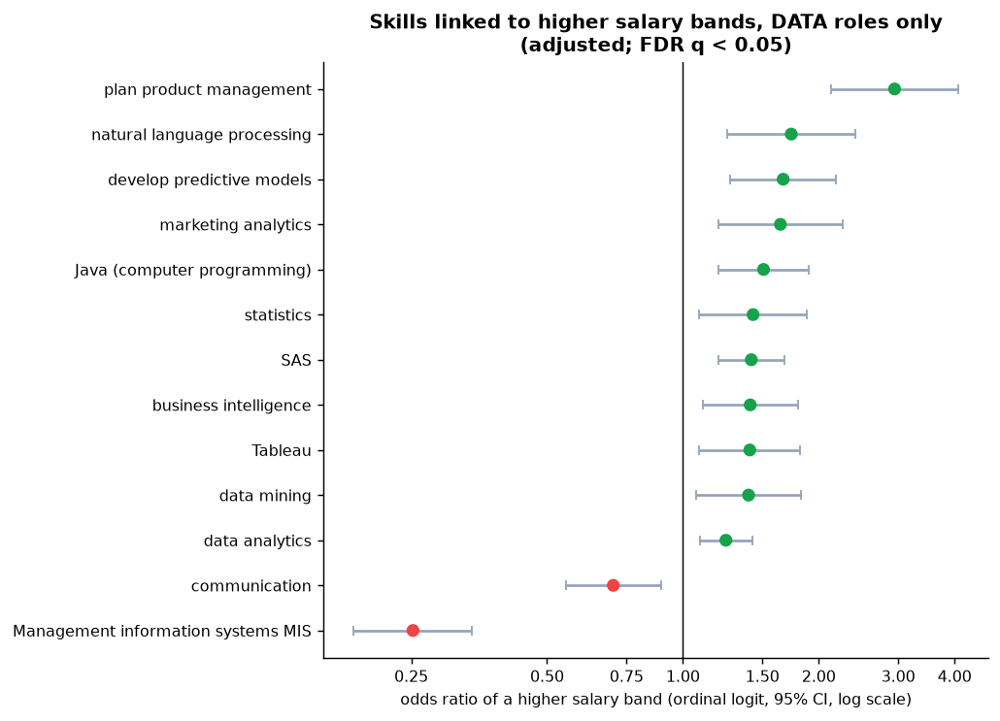 Skills linked to higher salary bands, DATA roles only
(adjusted; FDR q < 0.05)
plan product management
natural language processing
develop predictive models
marketing analytics
Java (computer programming)
statistics
SAS
business intelligence
Tableau
data mining
data analytics
communication
Management information systems MIS
0.25 0.50 0.75 1.00 1.50 2.00 3.00 4.00
odds ratio of a higher salary band (ordinal logit, 95% CI, log scale)